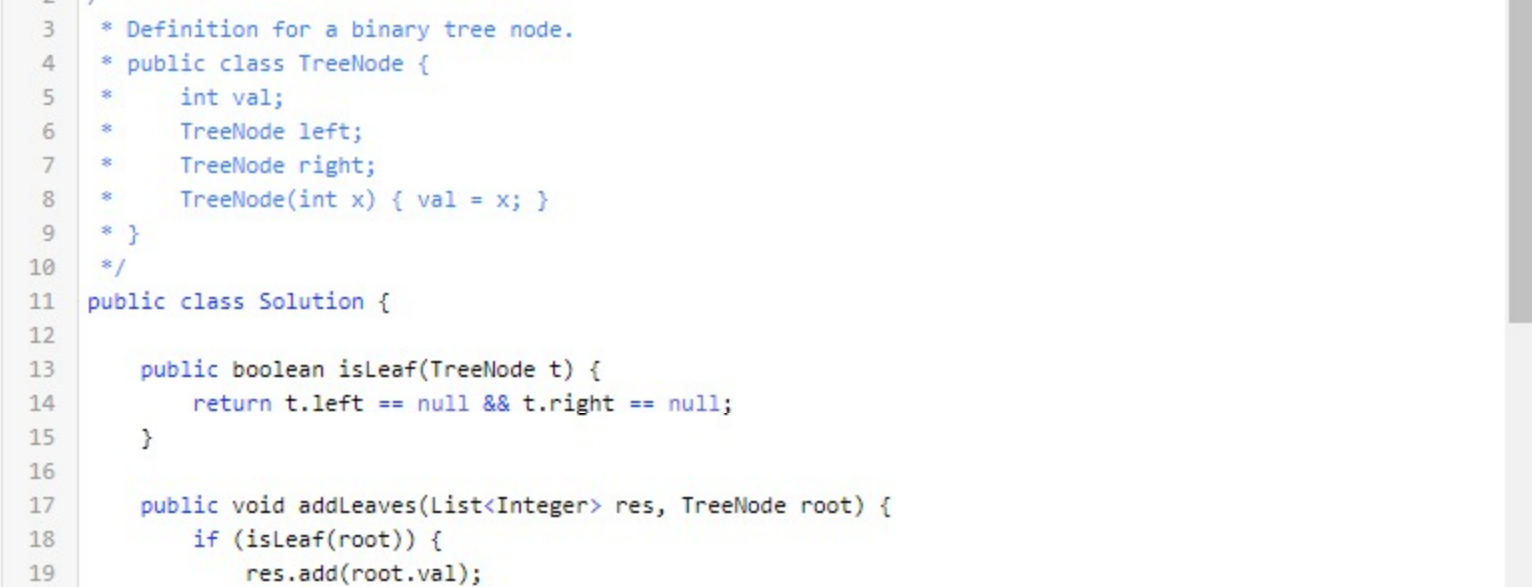 3 * Definition for a binary tree node.
4 * public class TreeNode {
5 *     int val;
6 *     TreeNode left;
7 *     TreeNode right;
8 *     TreeNode(int x) { val = x; }
9 * }
10 */
11 public class Solution {
12
13     public boolean isLeaf(TreeNode t) {
14         return t.left == null && t.right == null;
15     }
16
17     public void addLeaves(List<Integer> res, TreeNode root) {
18         if (isLeaf(root)) {
19             res.add(root.val);